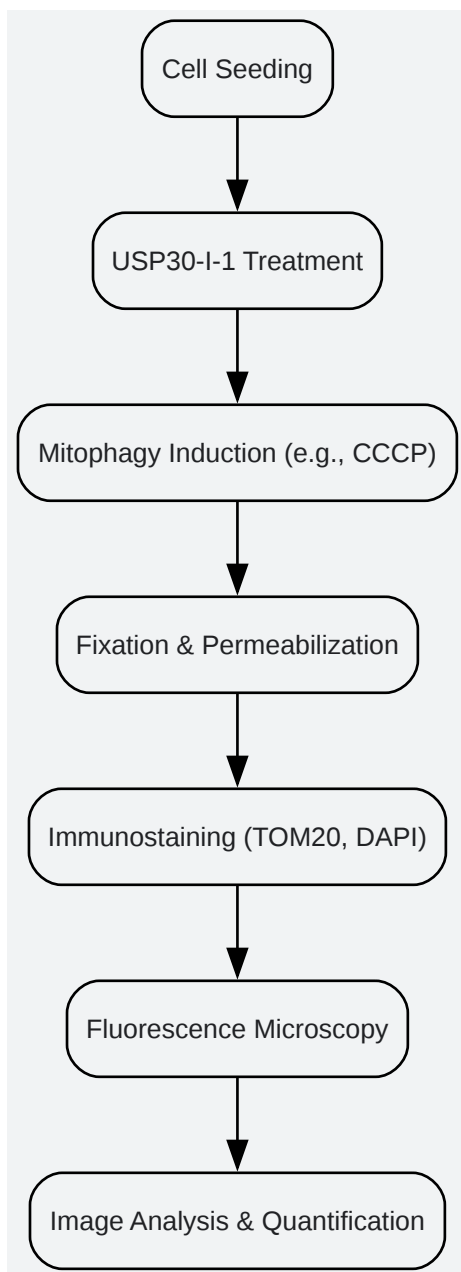 Cell Seeding
USP30-I-1 Treatment
Mitophagy Induction (e.g., CCCP)
Fixation & Permeabilization
Immunostaining (TOM20, DAPI)
Fluorescence Microscopy
Image Analysis & Quantification